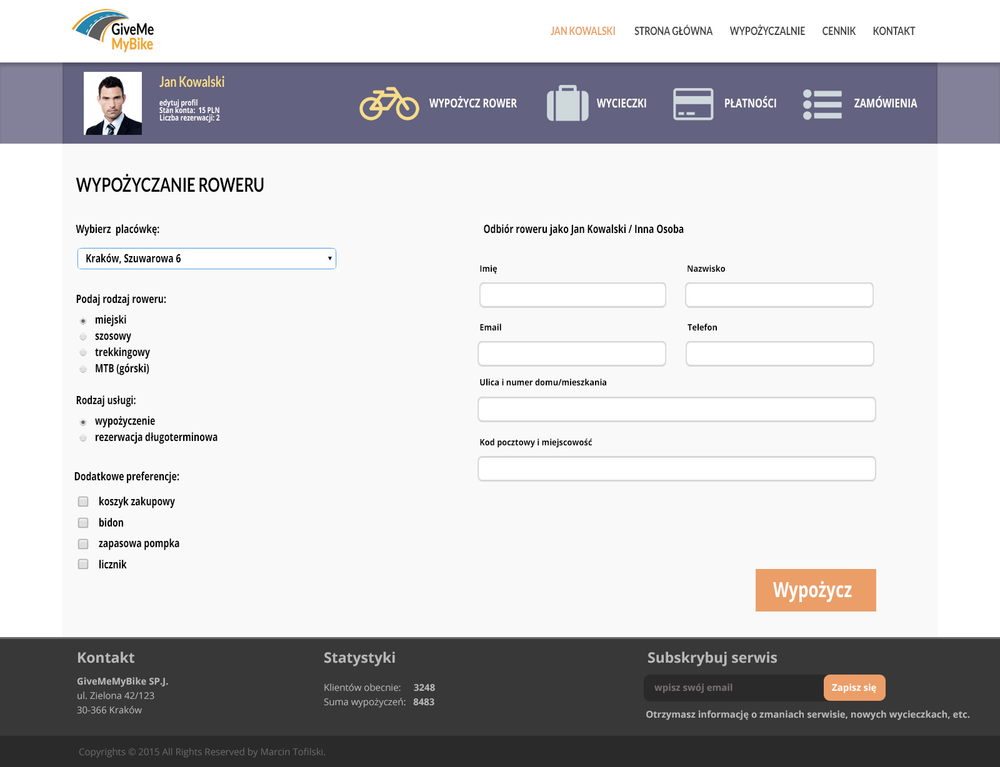 GiveMe
MyBike
JAN KOWALSKI STRONA GŁÓWNA WYPOŻYCZALNIE CENNIK KONTAKT
Jan Kowalski
edytuj profil
Stan konta: 15 PLN
Liczba rezerwacji: 2
WYPOŻYCZ ROWER WYCIECZKI PŁATNOŚCI ZAMÓWIENIA
WYPOŻYCZANIE ROWERU
Wybierz placówkę:
Kraków, Szuwarowa 6
Podaj rodzaj roweru:
miejski
szosowy
trekkingowy
MTB (górski)
Rodzaj usługi:
wypożyczenie
rezerwacja długoterminowa
Dodatkowe preferencje:
koszyk zakupowy
bidon
zapasowa pompka
licznik
Odbiór roweru jako Jan Kowalski / Inna Osoba
Imię Nazwisko
Email Telefon
Ulica i numer domu/mieszkania
Kod pocztowy i miejscowość
Wypożycz
Kontakt
GiveMeMyBike SP.J.
ul. Zielona 42/123
30-366 Kraków
Statystyki
Klientów obecnie: 3248
Suma wypożyczeń: 8483
Subskrybuj serwis
wpisz swój email Zapisz się
Otrzymasz informację o zmaniach serwisie, nowych wycieczkach, etc.
Copyrights © 2015 All Rights Reserved by Marcin Tofilski.